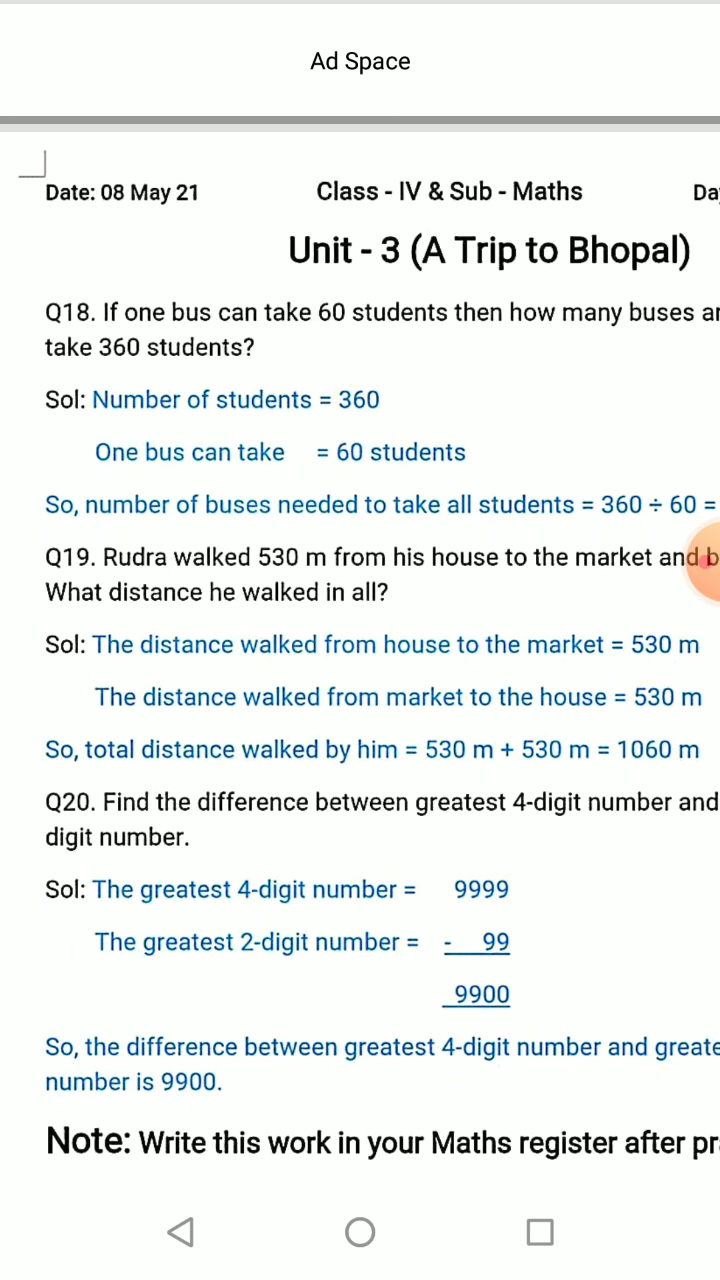 Ad Space
Date: 08 May 21 Class - IV & Sub - Maths
Unit - 3 (A Trip to Bhopal)
Q18. If one bus can take 60 students then how many buses
take 360 students?
Sol: Number of students = 360
One bus can take = 60 students
So, number of buses needed to take all students = 360 ÷ 60 =
Q19. Rudra walked 530 m from his house to the market and
What distance he walked in all?
Sol: The distance walked from house to the market = 530 m
The distance walked from market to the house = 530 m
So, total distance walked by him = 530 m + 530 m = 1060 m
Q20. Find the difference between greatest 4-digit number and
digit number.
Sol: The greatest 4-digit number = 9999
The greatest 2-digit number = - 99
9900
So, the difference between greatest 4-digit number and
number is 9900.
Note: Write this work in your Maths register after